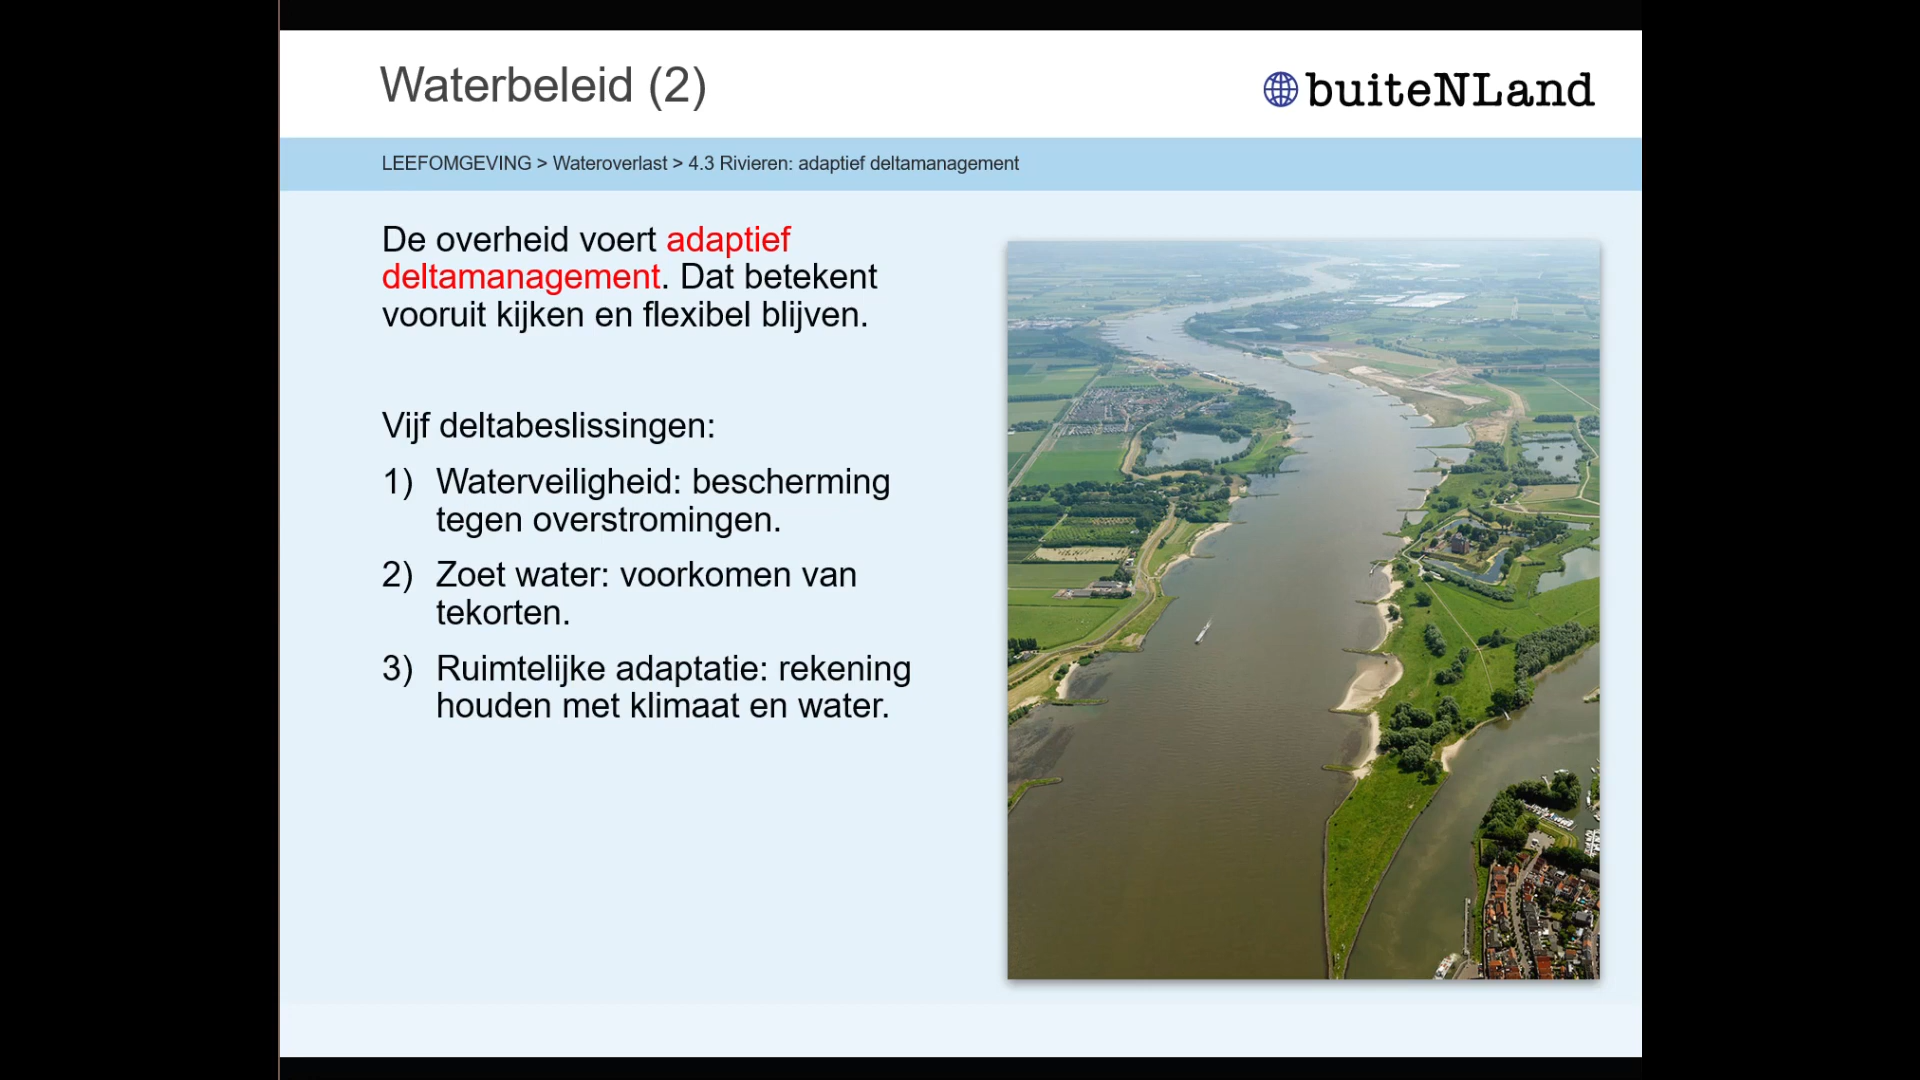 Waterbeleid (2)
buiteNLand
LEEFOMGEVING > Wateroverlast > 4.3 Rivieren: adaptief deltamanagement
De overheid voert adaptief
deltamanagement. Dat betekent
vooruit kijken en flexibel blijven.
Vijf deltabeslissingen:
1) Waterveiligheid: bescherming
tegen overstromingen.
2) Zoet water: voorkomen van
tekorten.
3) Ruimtelijke adaptatie: rekening
houden met klimaat en water.